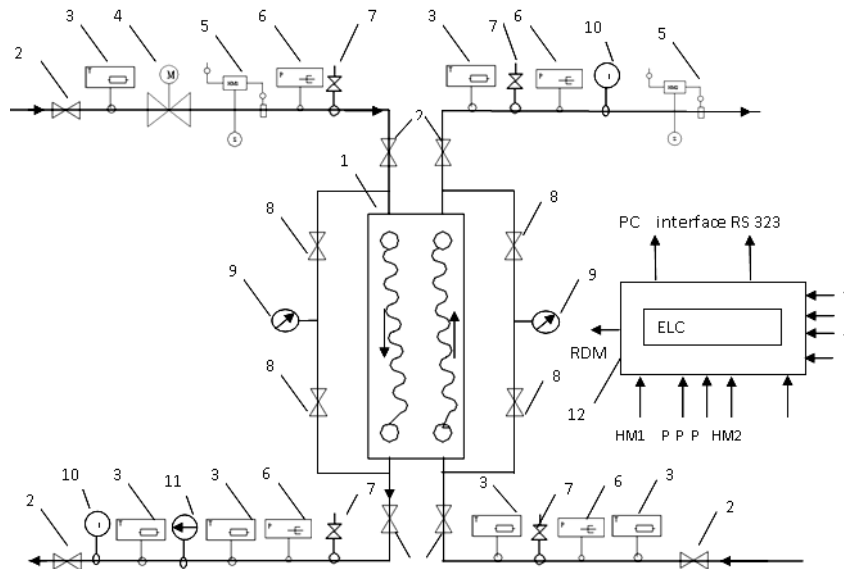 2 3 4 5 6 7 3 7 6 10 5
T M HM1 P T P I HM2
S S
2
1
8 8
PC interface RS 323
9 9
ELC
RDM
8 8
12
HM1 P P P HM2
10 3 11 3 6 7 3 7 6 3
2 2
I T T P T P T